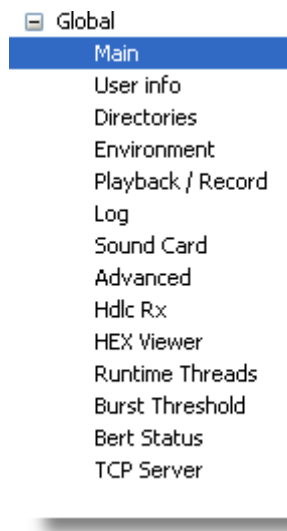 Global
Main
User info
Directories
Environment
Playback / Record
Log
Sound Card
Advanced
Hdlc Rx
HEX Viewer
Runtime Threads
Burst Threshold
Bert Status
TCP Server